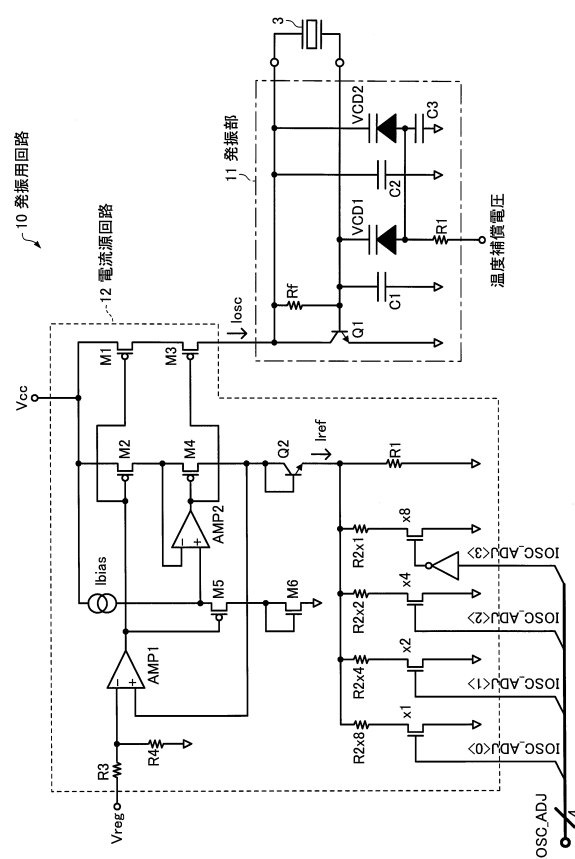 10 発振用回路
12 電流源回路
11 発振部
3
Vcc
M1
M3
M2
M4
Iosc
Ibias
AMP1
AMP2
M5
M6
Vreg
R3
R4
Q2
Iref
R1
R2x1
R2x2
R2x4
R2x8
x8
x4
x2
x1
IOSC_ADJ<3>
IOSC_ADJ<2>
IOSC_ADJ<1>
IOSC_ADJ<0>
OSC_ADJ
4
Rf
Q1
C1
VCD1
C2
VCD2
C3
R1
温度補償電圧